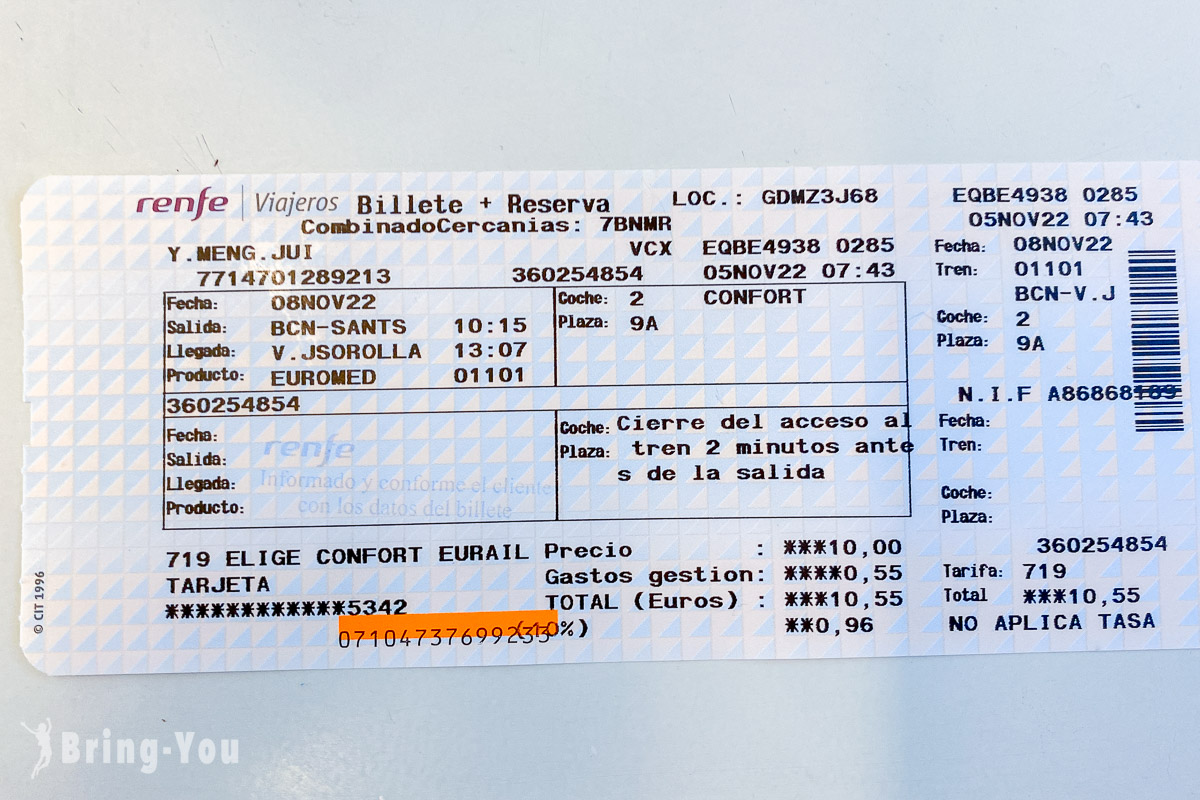 renfe Viajeros Billete + Reserva LOC.: GDMZ3J68
CombinadoCercanias: 7BNMR
Y.MENG.JUI VCX EQBE4938 0285
7714701289213 360254854 05NOV22 07:43
Fecha: 08NOV22 Coche: 2 CONFORT
Salida: BCN-SANTS 10:15 Plaza: 9A
Llegada: V.JSOROLLA 13:07
Producto: EUROMED 01101
360254854
Fecha: Coche: Cierre del acceso al
Salida: Plaza: tren 2 minutos ante
Llegada: s de la salida
Producto:
renfe
Informado y conforme el cliente
con los datos del billete
719 ELIGE CONFORT EURAIL Precio : ***10,00
TARJETA Gastos gestion: ****0,55
************5342 TOTAL (Euros) : ***10,55
07104737699233 (10%) **0,96
© CIT 1996
EQBE4938 0285
05NOV22 07:43
Fecha: 08NOV22
Tren: 01101
BCN-V.J
Coche: 2
Plaza: 9A
N.I.F A86868189
Fecha:
Tren:
Coche:
Plaza:
360254854
Tarifa: 719
Total ***10,55
NO APLICA TASA
Bring-You